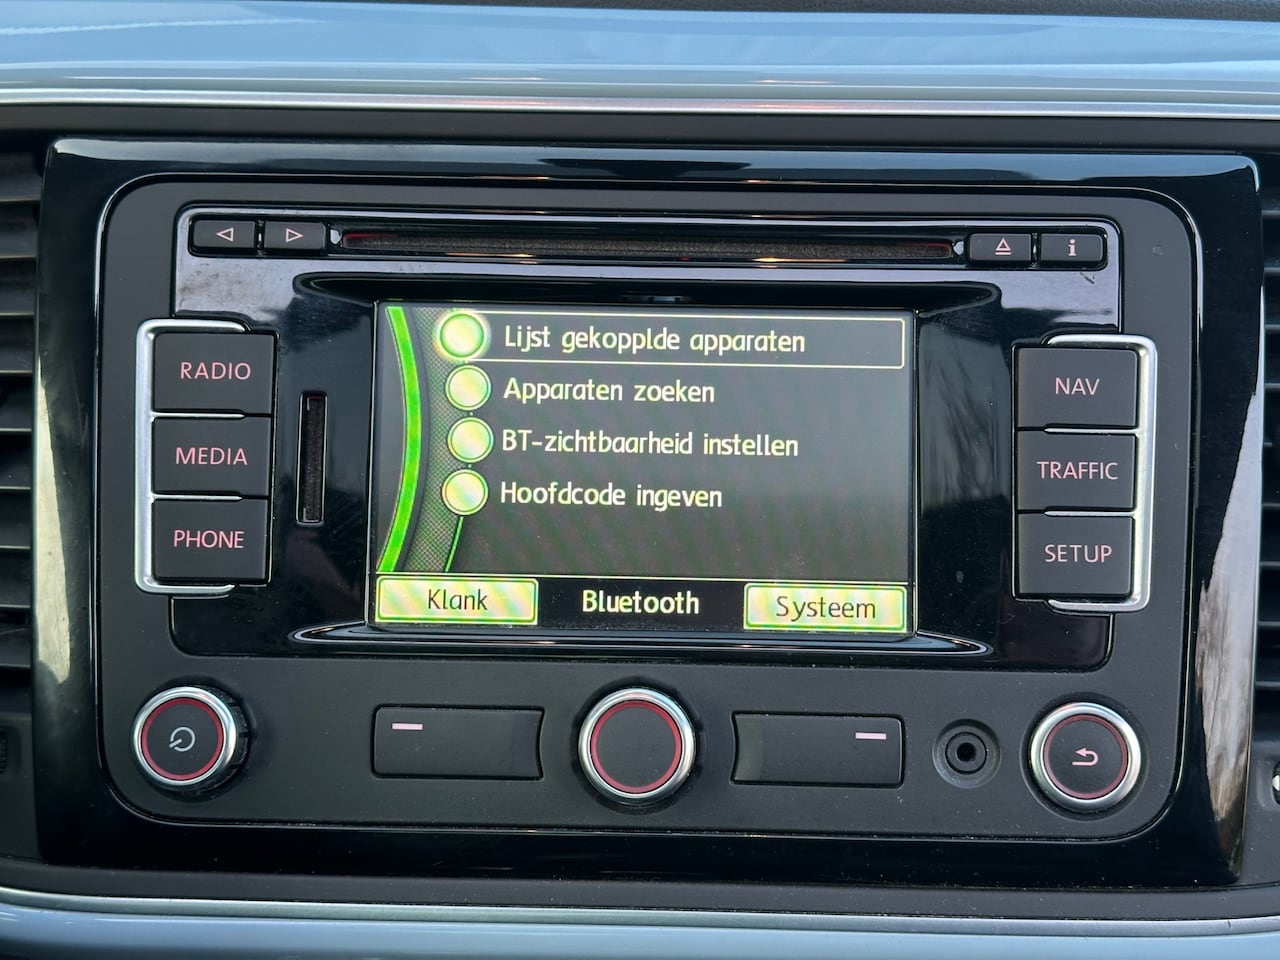 i
Lijst gekopplde apparaten
RADIO
NAV
Apparaten zoeken
BT-zichtbaarheid instellen
MEDIA
TRAFFIC
Hoofdcode ingeven
PHONE
SETUP
Klank
Bluetooth
Systeem